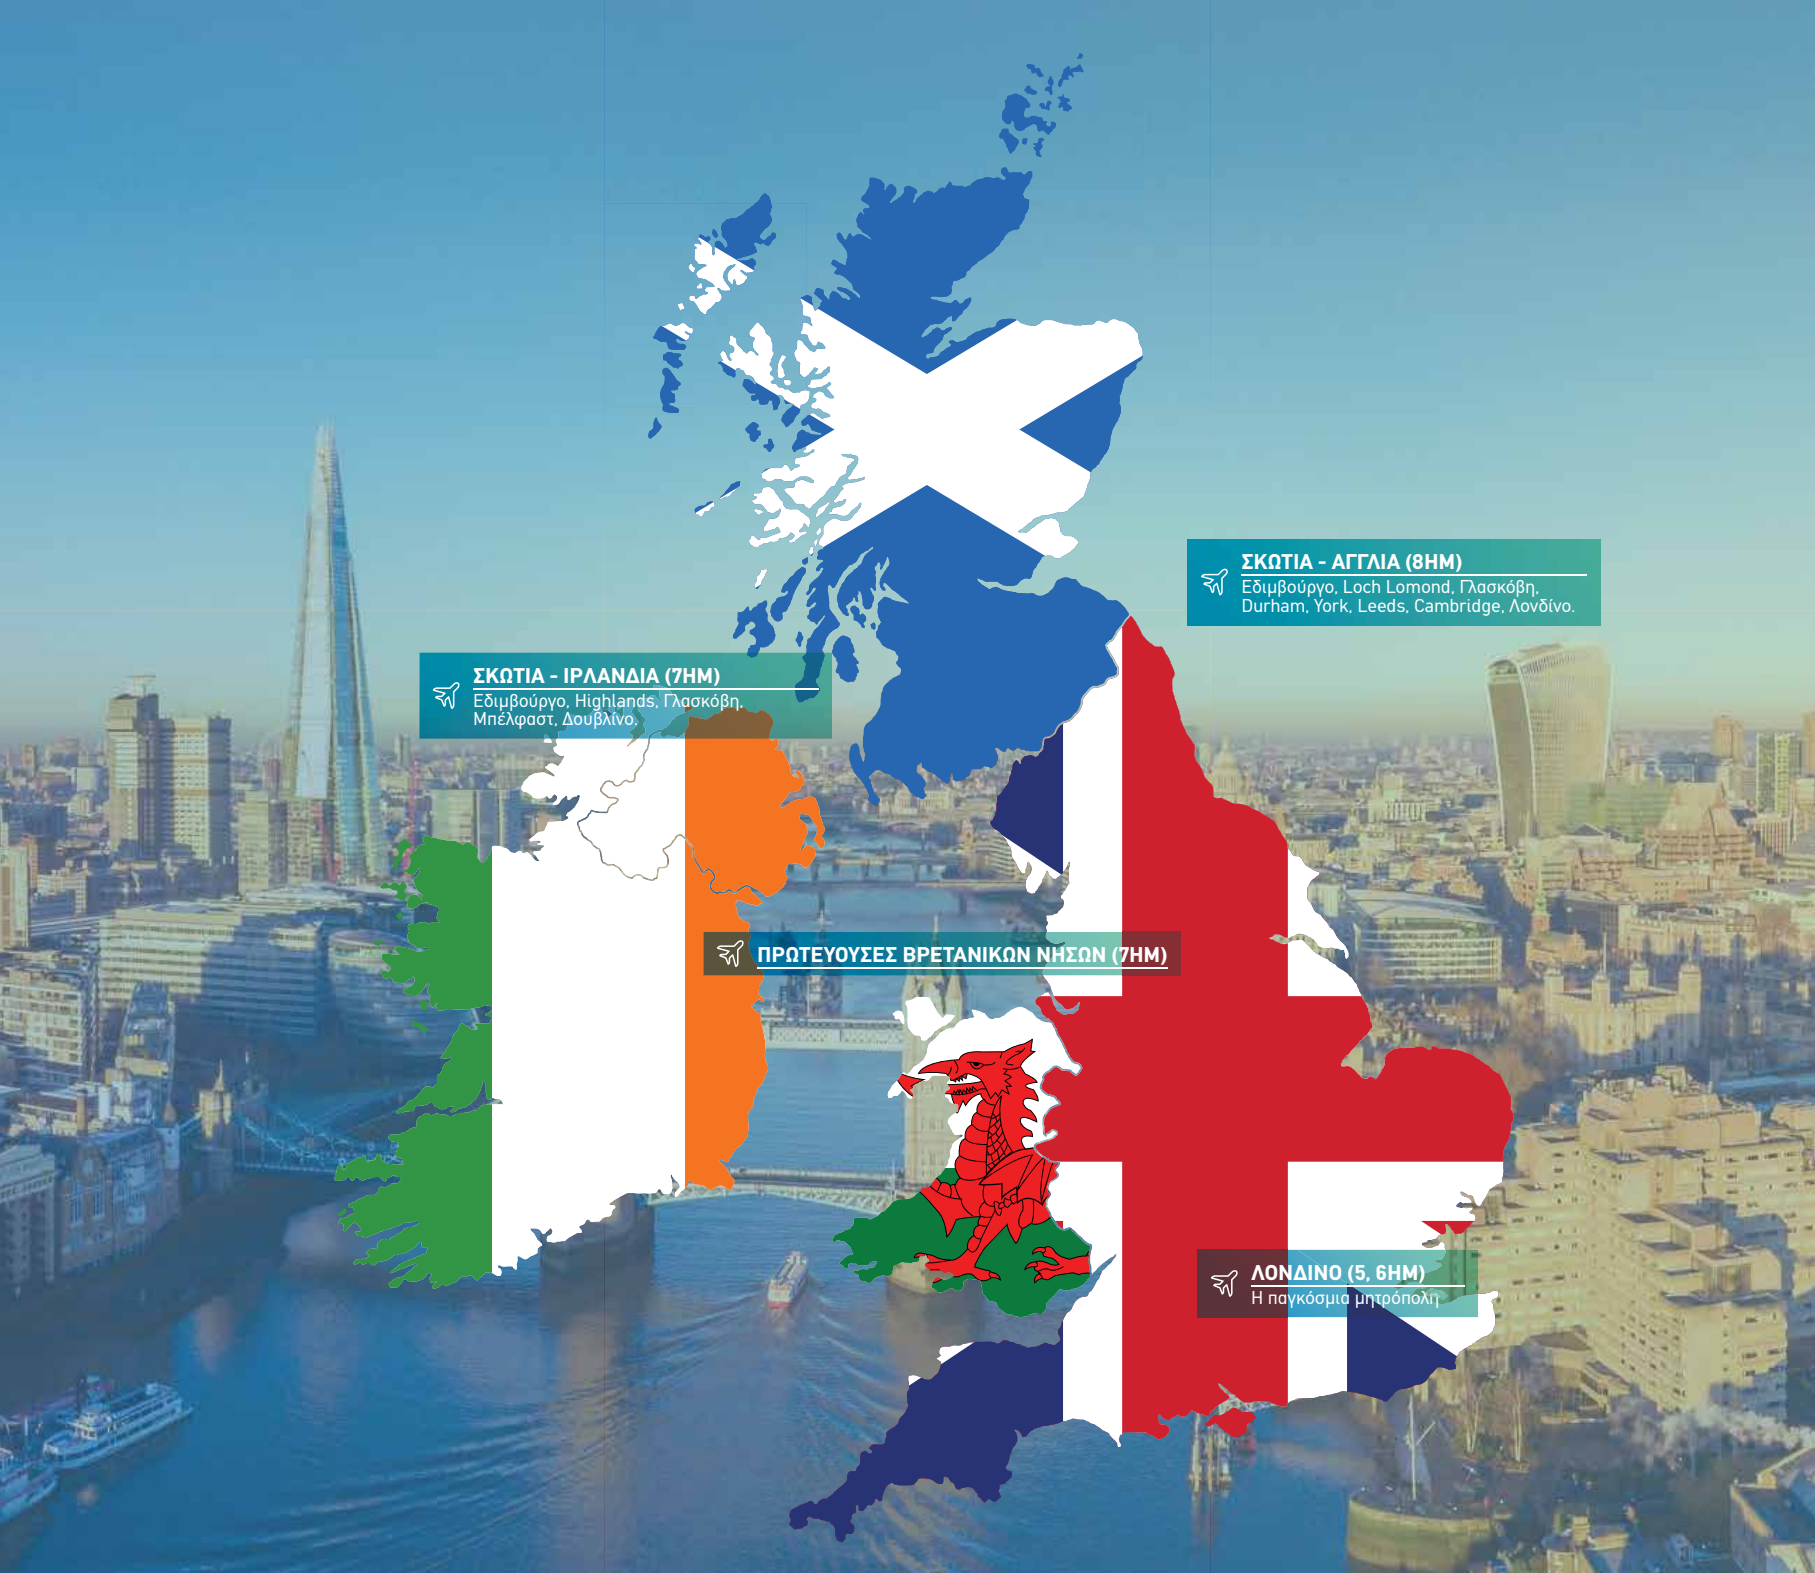 ΣΚΩΤΙΑ - ΑΓΓΛΙΑ (8ΗΜ)
Εδιμβούργο, Loch Lomond, Γλασκόβη,
Durham, York, Leeds, Cambridge, Λονδίνο.
ΣΚΩΤΙΑ - ΙΡΛΑΝΔΙΑ (7ΗΜ)
Εδιμβούργο, Highlands, Γλασκόβη,
Μπέλφαστ, Δουβλίνο.
ΠΡΩΤΕΥΟΥΣΕΣ ΒΡΕΤΑΝΙΚΩΝ ΝΗΣΩΝ (7ΗΜ)
ΛΟΝΔΙΝΟ (5, 6ΗΜ)
Η παγκόσμια μητρόπολη